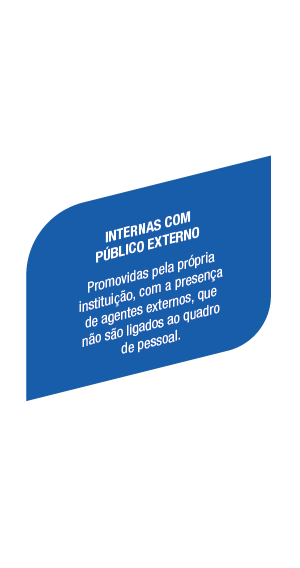 INTERNAS COM
PÚBLICO EXTERNO
Promovidas pela própria
instituição, com a presença
de agentes externos, que
não são ligados ao quadro
de pessoal.